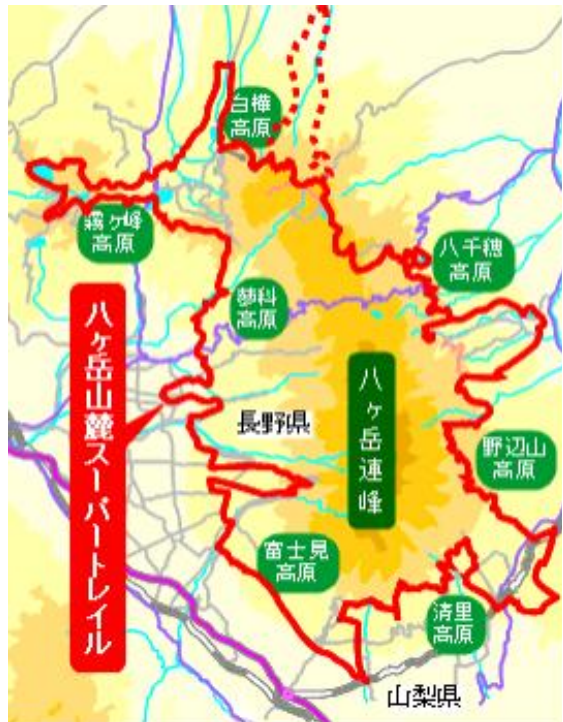 白樺
高原
霧ヶ峰
高原
八千穂
高原
蓼科
高原
八ヶ岳山麓スーパートレイル
長野県
八ヶ岳連峰
野辺山
高原
富士見
高原
済里
高原
山梨県